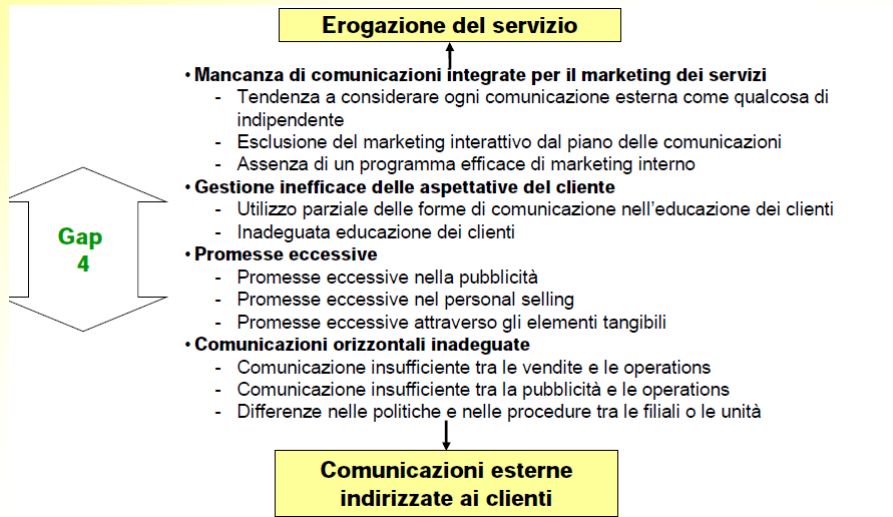 Erogazione del servizio
• Mancanza di comunicazioni integrate per il marketing dei servizi
- Tendenza a considerare ogni comunicazione esterna come qualcosa di
indipendente
- Esclusione del marketing interattivo dal piano delle comunicazioni
- Assenza di un programma efficace di marketing interno
• Gestione inefficace delle aspettative del cliente
- Utilizzo parziale delle forme di comunicazione nell'educazione dei clienti
- Inadeguata educazione dei clienti
Gap
4
• Promesse eccessive
- Promesse eccessive nella pubblicità
- Promesse eccessive nel personal selling
- Promesse eccessive attraverso gli elementi tangibili
• Comunicazioni orizzontali inadeguate
- Comunicazione insufficiente tra le vendite e le operations
- Comunicazione insufficiente tra la pubblicità e le operations
- Differenze nelle politiche e nelle procedure tra le filiali o le unità
Comunicazioni esterne
indirizzate ai clienti